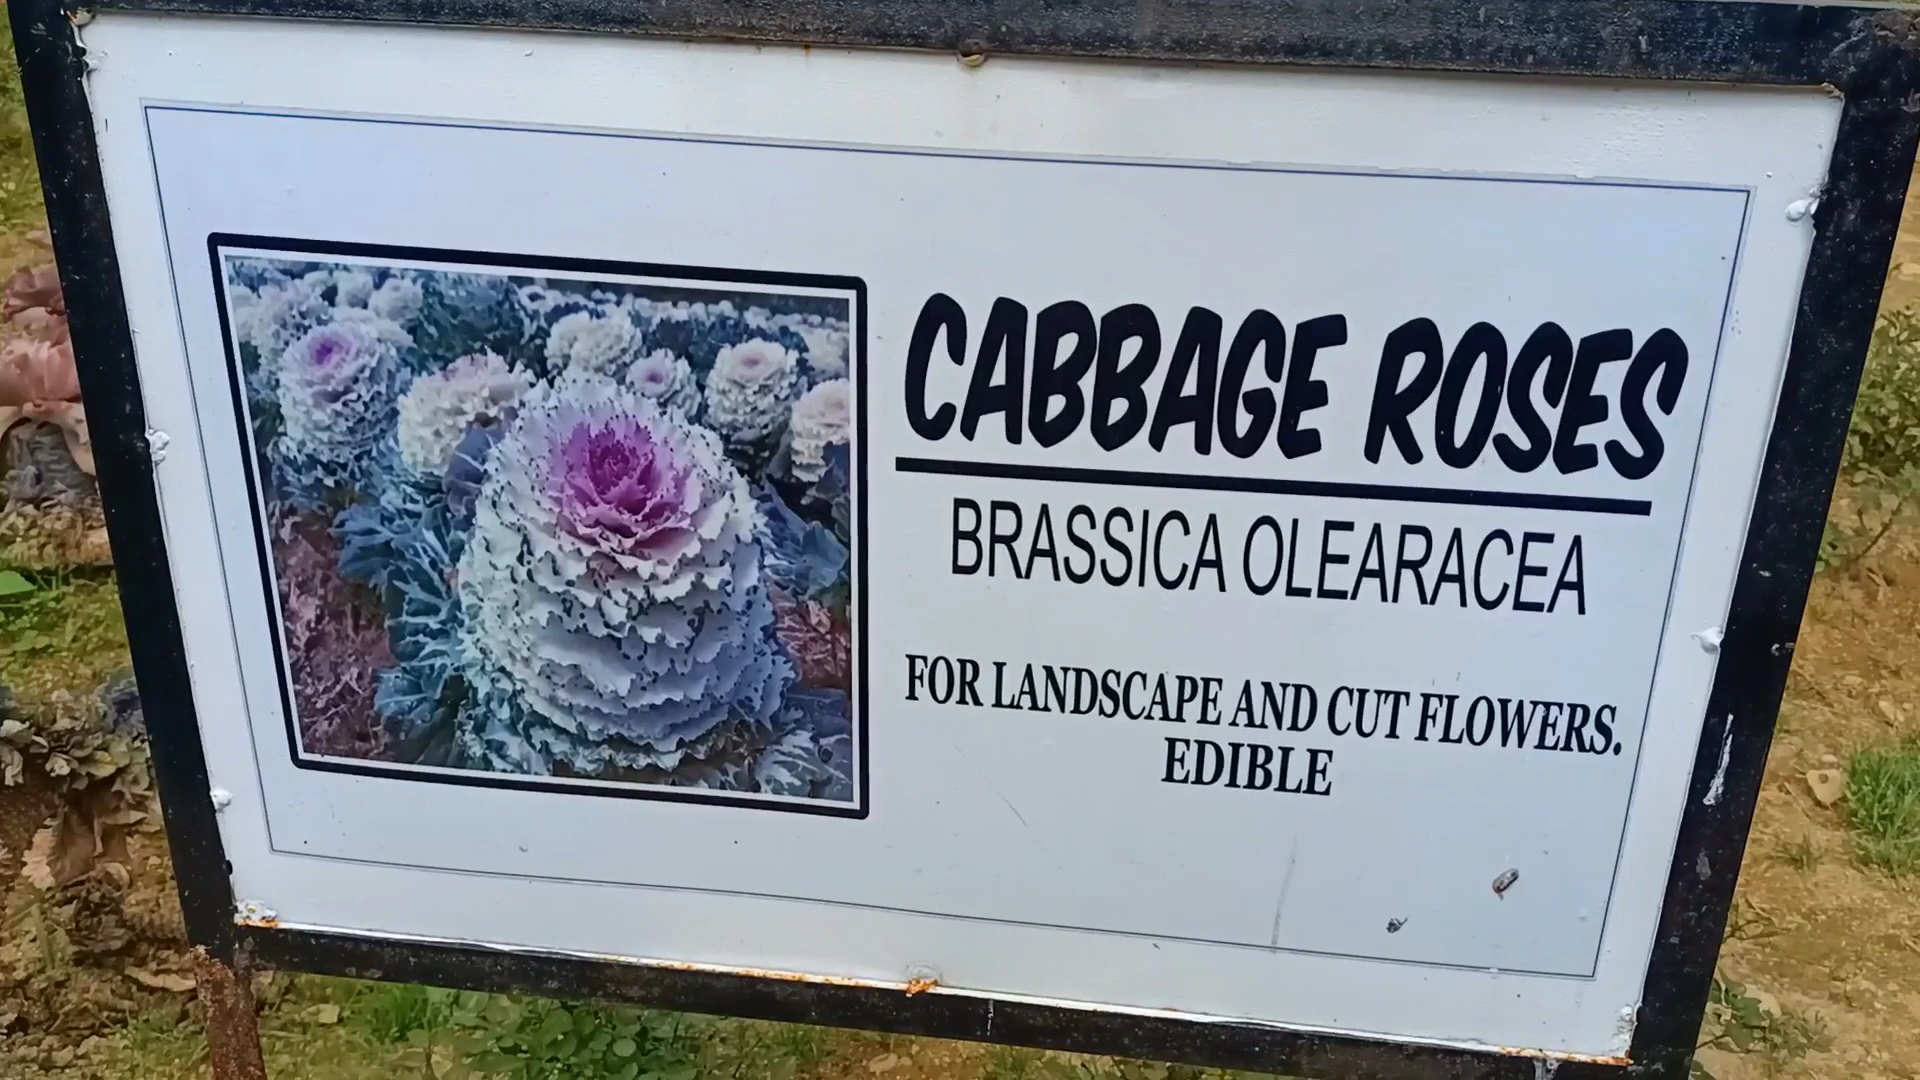 CABBAGE ROSES
BRASSICA OLEARACEA
FOR LANDSCAPE AND CUT FLOWERS.
EDIBLE